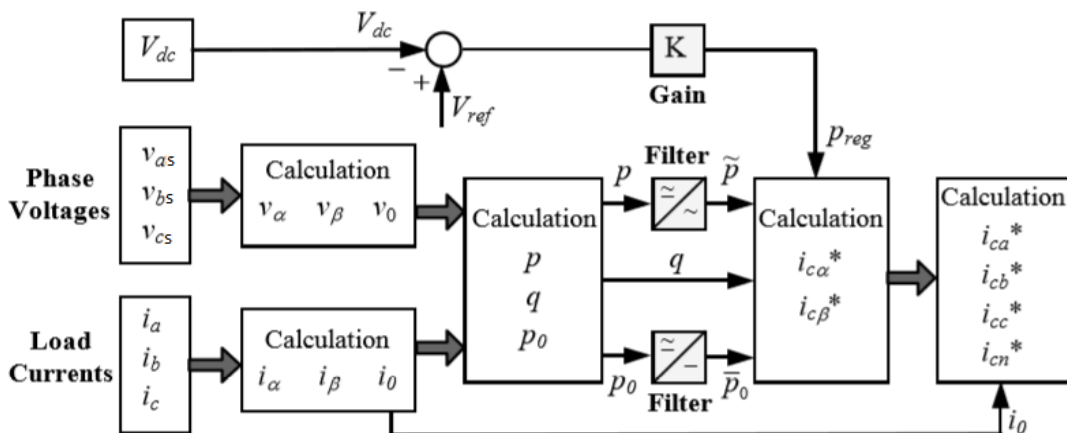 V_dc
V_dc
−
+
V_ref
K
Gain
p_reg
Phase
Voltages
v_as
v_bs
v_cs
Calculation
v_α v_β v_0
Load
Currents
i_a
i_b
i_c
Calculation
i_α i_β i_0
Calculation
p
q
p_0
p
Filter
≃
~
p̃
q
p_0
≃
−
Filter
p̅_0
Calculation
i_cα*
i_cβ*
Calculation
i_ca*
i_cb*
i_cc*
i_cn*
i_0